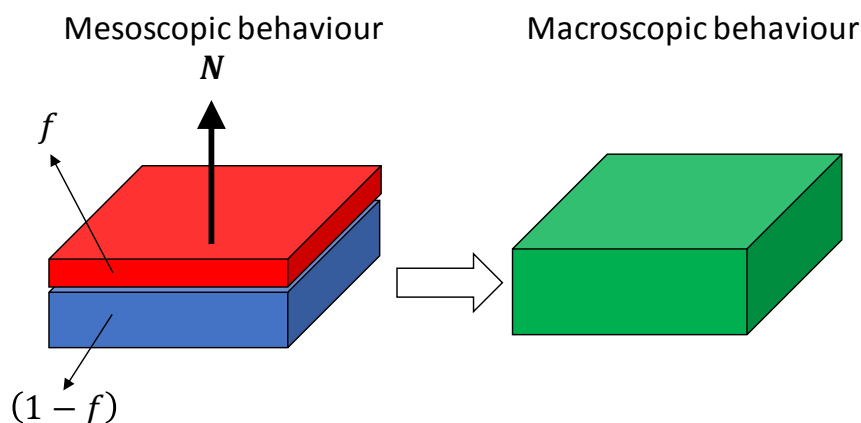 Mesoscopic behaviour
Macroscopic behaviour
N
f
(1 − f)